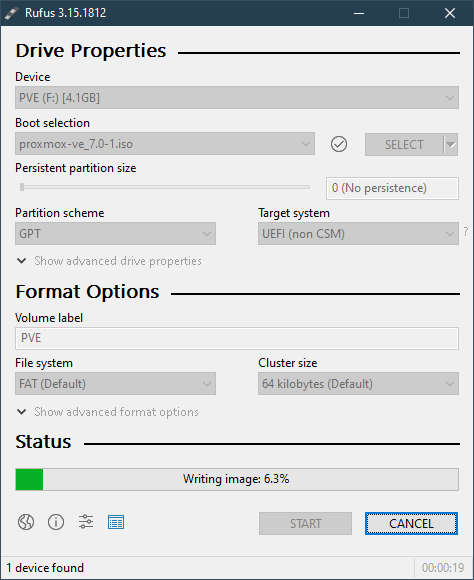 Rufus 3.15.1812
Drive Properties
Device
PVE (F:) [4.1GB]
Boot selection
proxmox-ve_7.0-1.iso
SELECT
Persistent partition size
0 (No persistence)
Partition scheme
Target system
GPT
UEFI (non CSM)
?
Show advanced drive properties
Format Options
Volume label
PVE
File system
Cluster size
FAT (Default)
64 kilobytes (Default)
Show advanced format options
Status
Writing image: 6.3%
START
CANCEL
1 device found
00:00:19